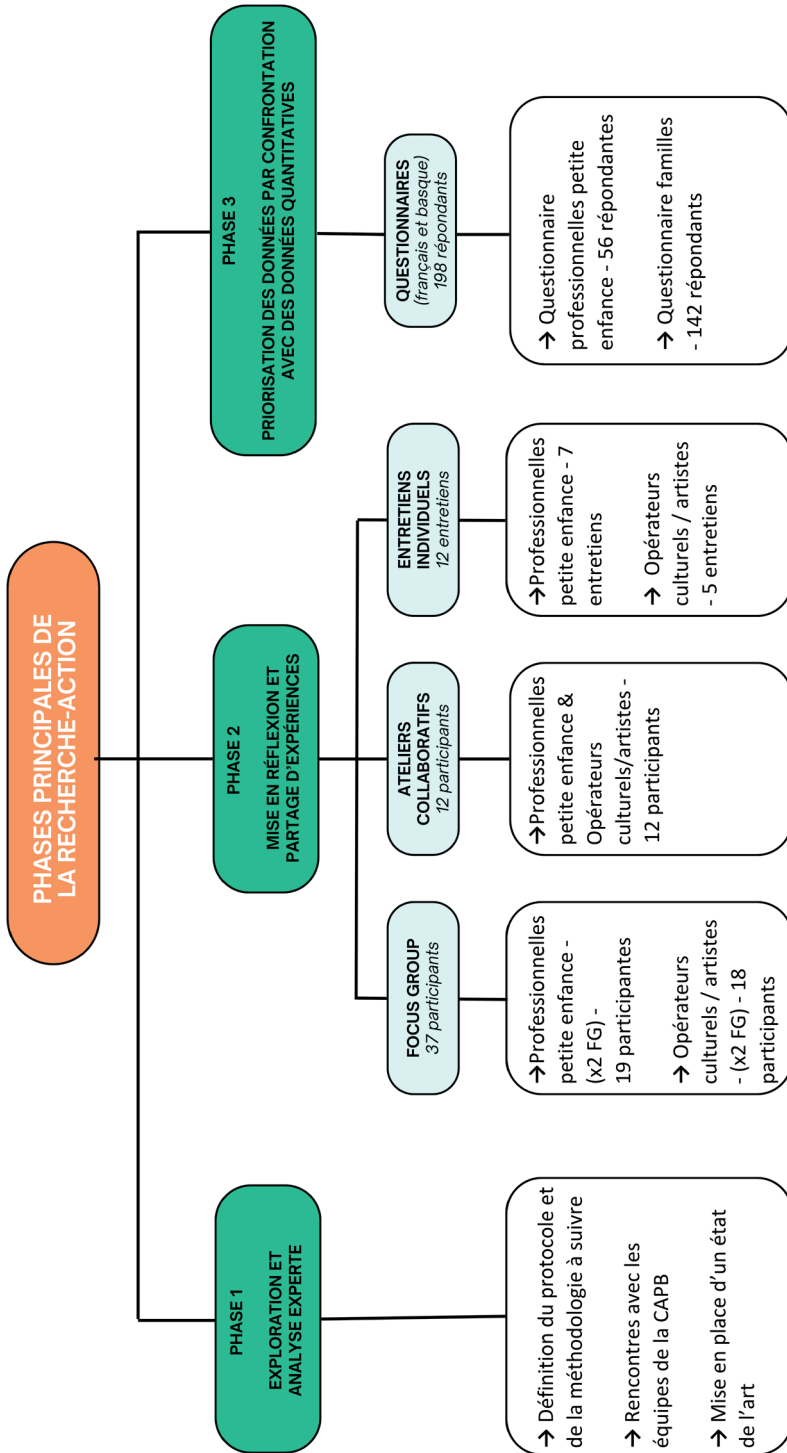 PHASES PRINCIPALES DE
LA RECHERCHE-ACTION
PHASE 1
EXPLORATION ET
ANALYSE EXPERTE
→ Définition du protocole et
de la méthodologie à suivre
→ Rencontres avec les
équipes de la CAPB
→ Mise en place d’un état
de l’art
PHASE 2
MISE EN RÉFLEXION ET
PARTAGE D’EXPÉRIENCES
FOCUS GROUP
37 participants
→Professionnelles
petite enfance -
(x2 FG) -
19 participantes
→ Opérateurs
culturels / artistes
- (x2 FG) - 18
participants
ATELIERS
COLLABORATIFS
12 participants
→Professionnelles
petite enfance &
Opérateurs
culturels/artistes -
12 participants
ENTRETIENS
INDIVIDUELS
12 entretiens
→Professionnelles
petite enfance - 7
entretiens
→ Opérateurs
culturels / artistes
- 5 entretiens
PHASE 3
PRIORISATION DES DONNÉES PAR CONFRONTATION
AVEC DES DONNÉES QUANTITATIVES
QUESTIONNAIRES
(français et basque)
198 répondants
→ Questionnaire
professionnelles petite
enfance - 56 répondantes
→ Questionnaire familles
- 142 répondants